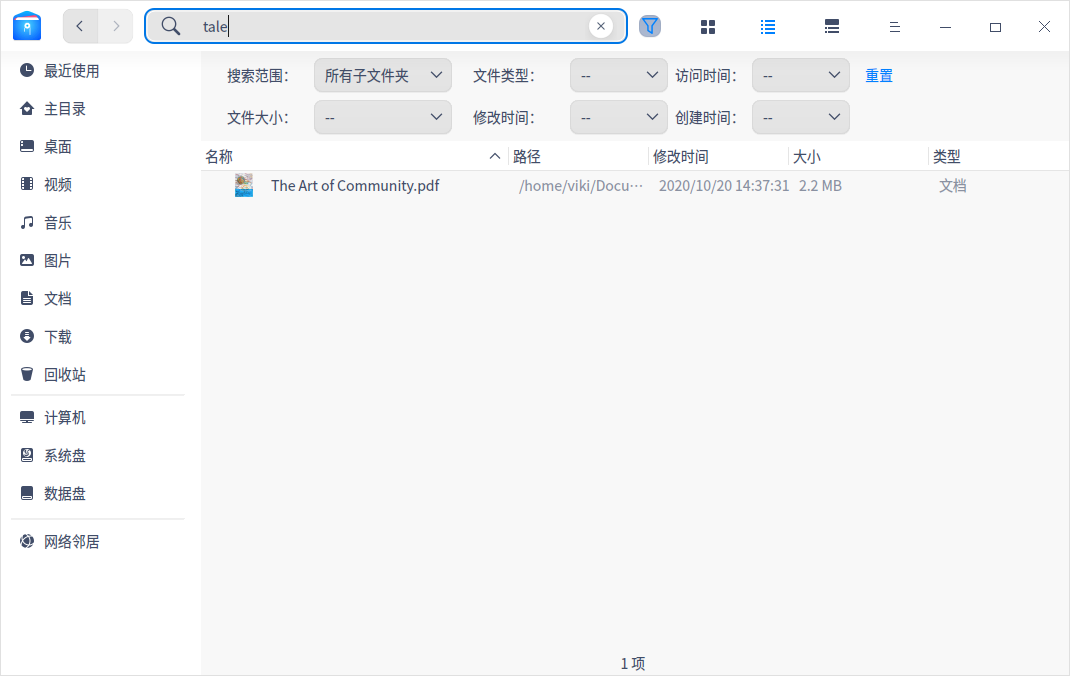 tale
最近使用
主目录
桌面
视频
音乐
图片
文档
下载
回收站
计算机
系统盘
数据盘
网络邻居
搜索范围： 所有子文件夹 文件类型： -- 访问时间： -- 重置
文件大小： -- 修改时间： -- 创建时间： --
名称 路径 修改时间 大小 类型
The Art of Community.pdf /home/viki/Docu… 2020/10/20 14:37:31 2.2 MB 文档
1 项